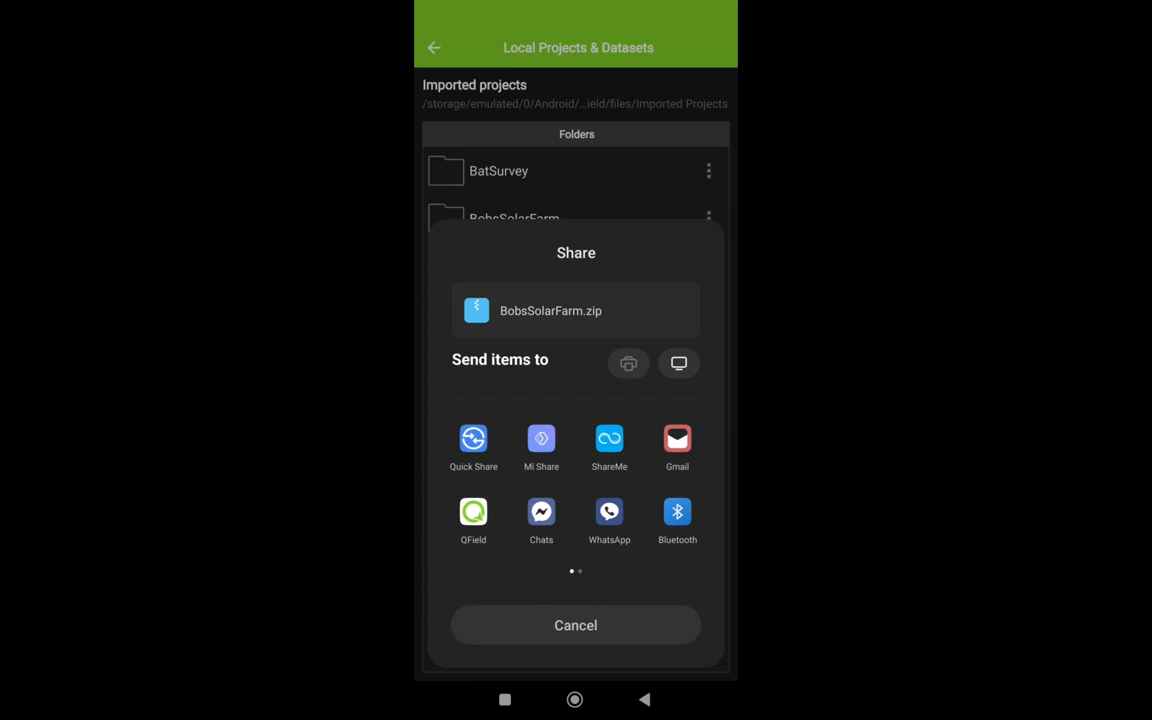 Local Projects & Datasets
Imported projects
/storage/emulated/0/Android/...ield/files/Imported Projects
Folders
BatSurvey
BobsSolarFarm
Share
BobsSolarFarm.zip
Send items to
Quick Share
Mi Share
ShareMe
Gmail
QField
Chats
WhatsApp
Bluetooth
Cancel